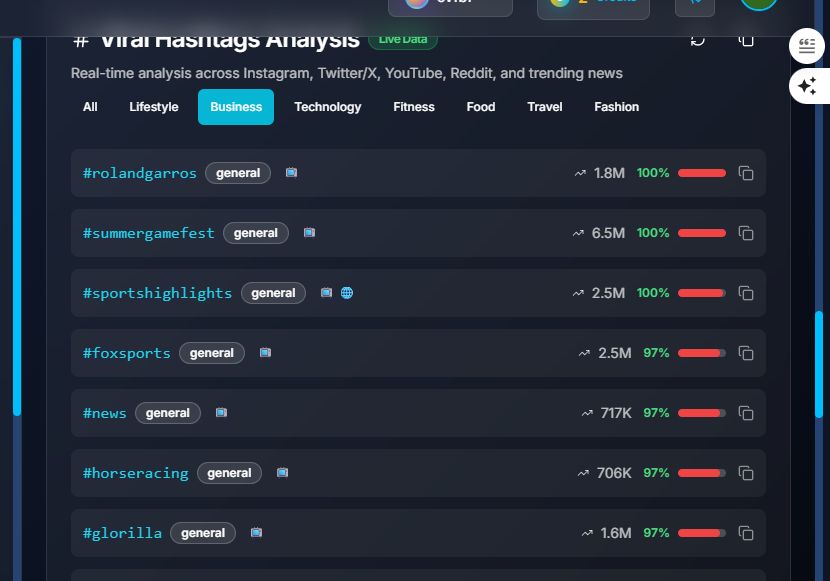 # Viral Hashtags Analysis Live Data
Real-time analysis across Instagram, Twitter/X, YouTube, Reddit, and trending news
All Lifestyle Business Technology Fitness Food Travel Fashion
#rolandgarros general 1.8M 100%
#summergamefest general 6.5M 100%
#sportshighlights general 2.5M 100%
#foxsports general 2.5M 97%
#news general 717K 97%
#horseracing general 706K 97%
#glorilla general 1.6M 97%